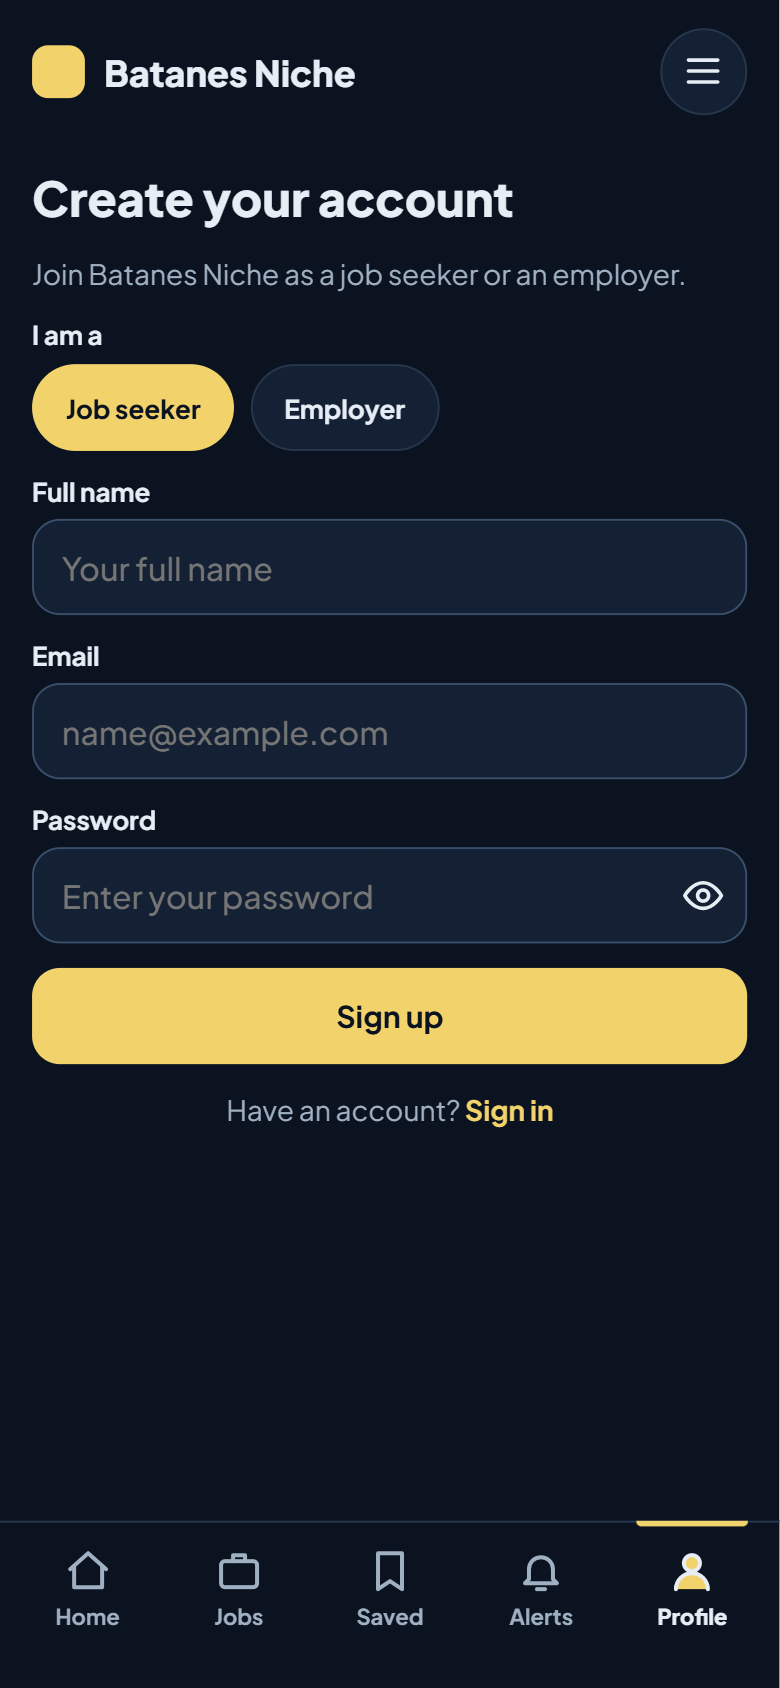 Batanes Niche
Create your account
Join Batanes Niche as a job seeker or an employer.
I am a
Job seeker
Employer
Full name
Your full name
Email
name@example.com
Password
Enter your password
Sign up
Have an account? Sign in
Home
Jobs
Saved
Alerts
Profile